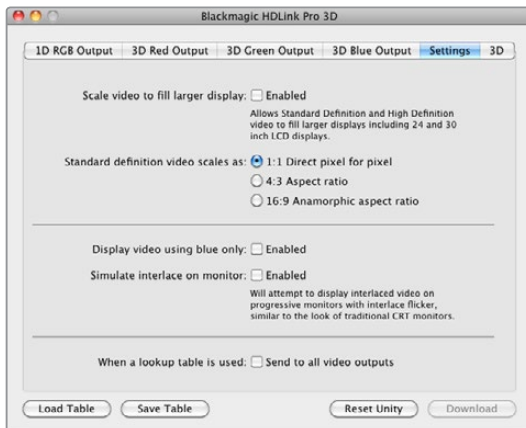 Blackmagic HDLink Pro 3D
1D RGB Output 3D Red Output 3D Green Output 3D Blue Output Settings 3D
Scale video to fill larger display: Enabled
Allows Standard Definition and High Definition
video to fill larger displays including 24 and 30
inch LCD displays.
Standard definition video scales as: 1:1 Direct pixel for pixel
4:3 Aspect ratio
16:9 Anamorphic aspect ratio
Display video using blue only: Enabled
Simulate interlace on monitor: Enabled
Will attempt to display interlaced video on
progressive monitors with interlace flicker,
similar to the look of traditional CRT monitors.
When a lookup table is used: Send to all video outputs
Load Table Save Table Reset Unity Download